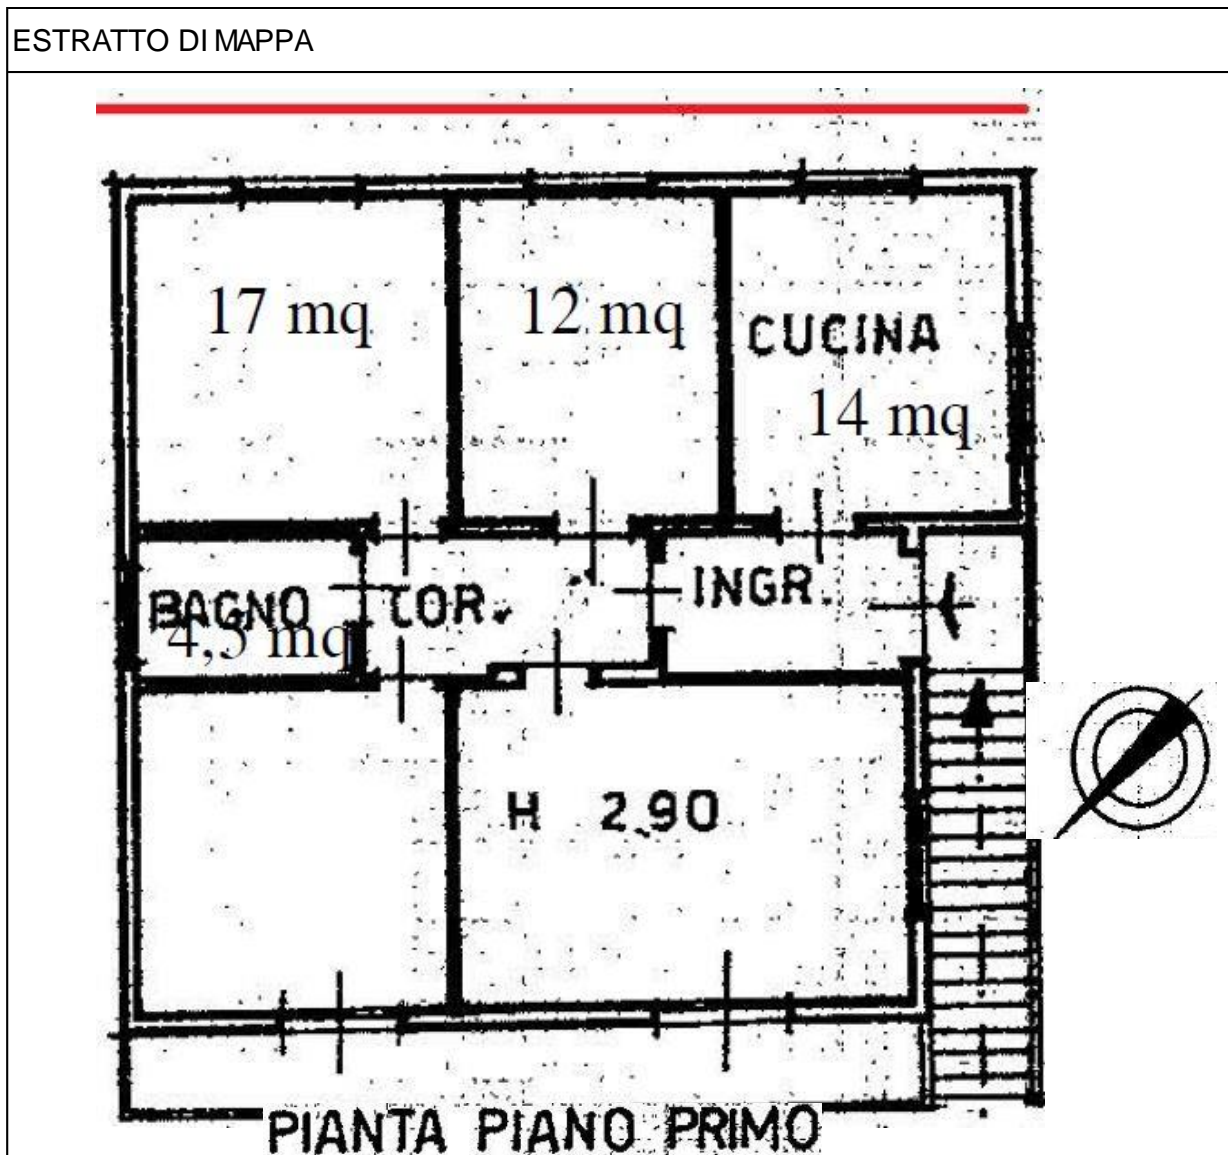 ESTRATTO DI MAPPA
17 mq
12 mq
CUCINA
14 mq
BAGNO
4,5 mq
COR.
INGR.
H 2.90
PIANTA PIANO PRIMO